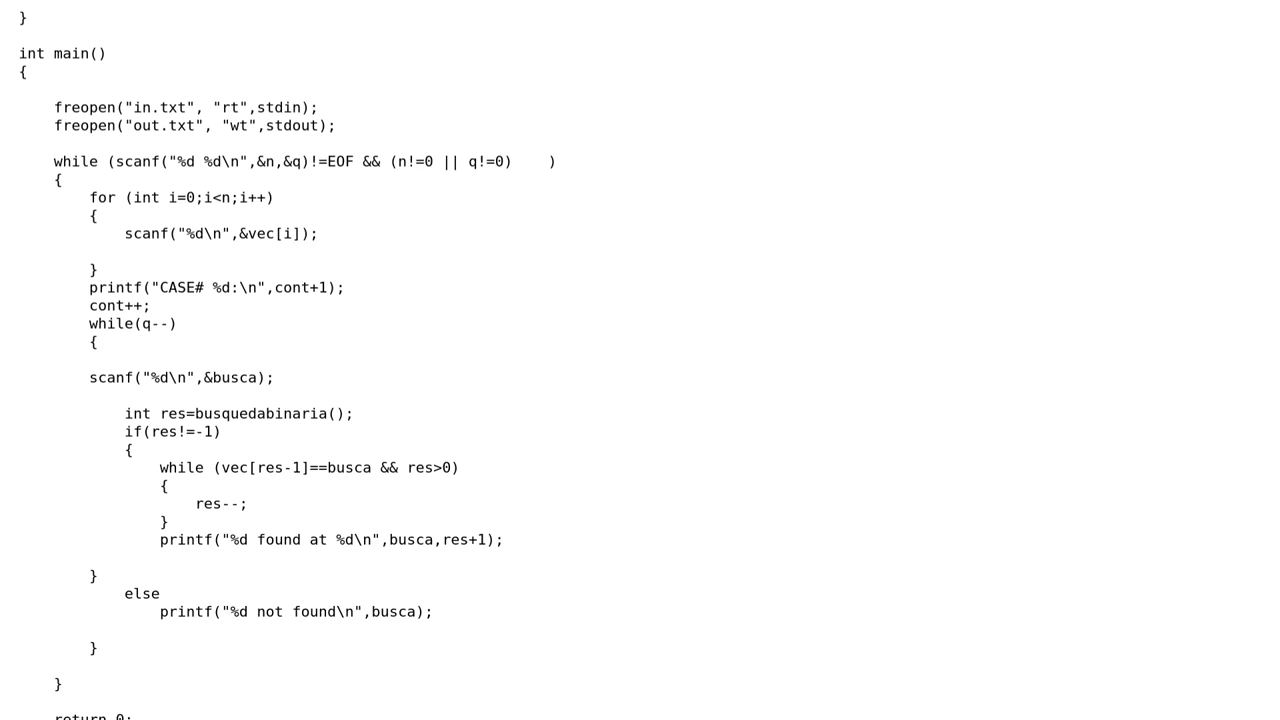 }
int main()
{
freopen("in.txt", "rt",stdin);
freopen("out.txt", "wt",stdout);
while (scanf("%d %d\n",&n,&q)!=EOF && (n!=0 || q!=0)    )
{
for (int i=0;i<n;i++)
{
scanf("%d\n",&vec[i]);
}
printf("CASE# %d:\n",cont+1);
cont++;
while(q--)
{
scanf("%d\n",&busca);
int res=busquedabinaria();
if(res!=-1)
{
while (vec[res-1]==busca && res>0)
{
res--;
}
printf("%d found at %d\n",busca,res+1);
}
else
printf("%d not found\n",busca);
}
}
return 0;